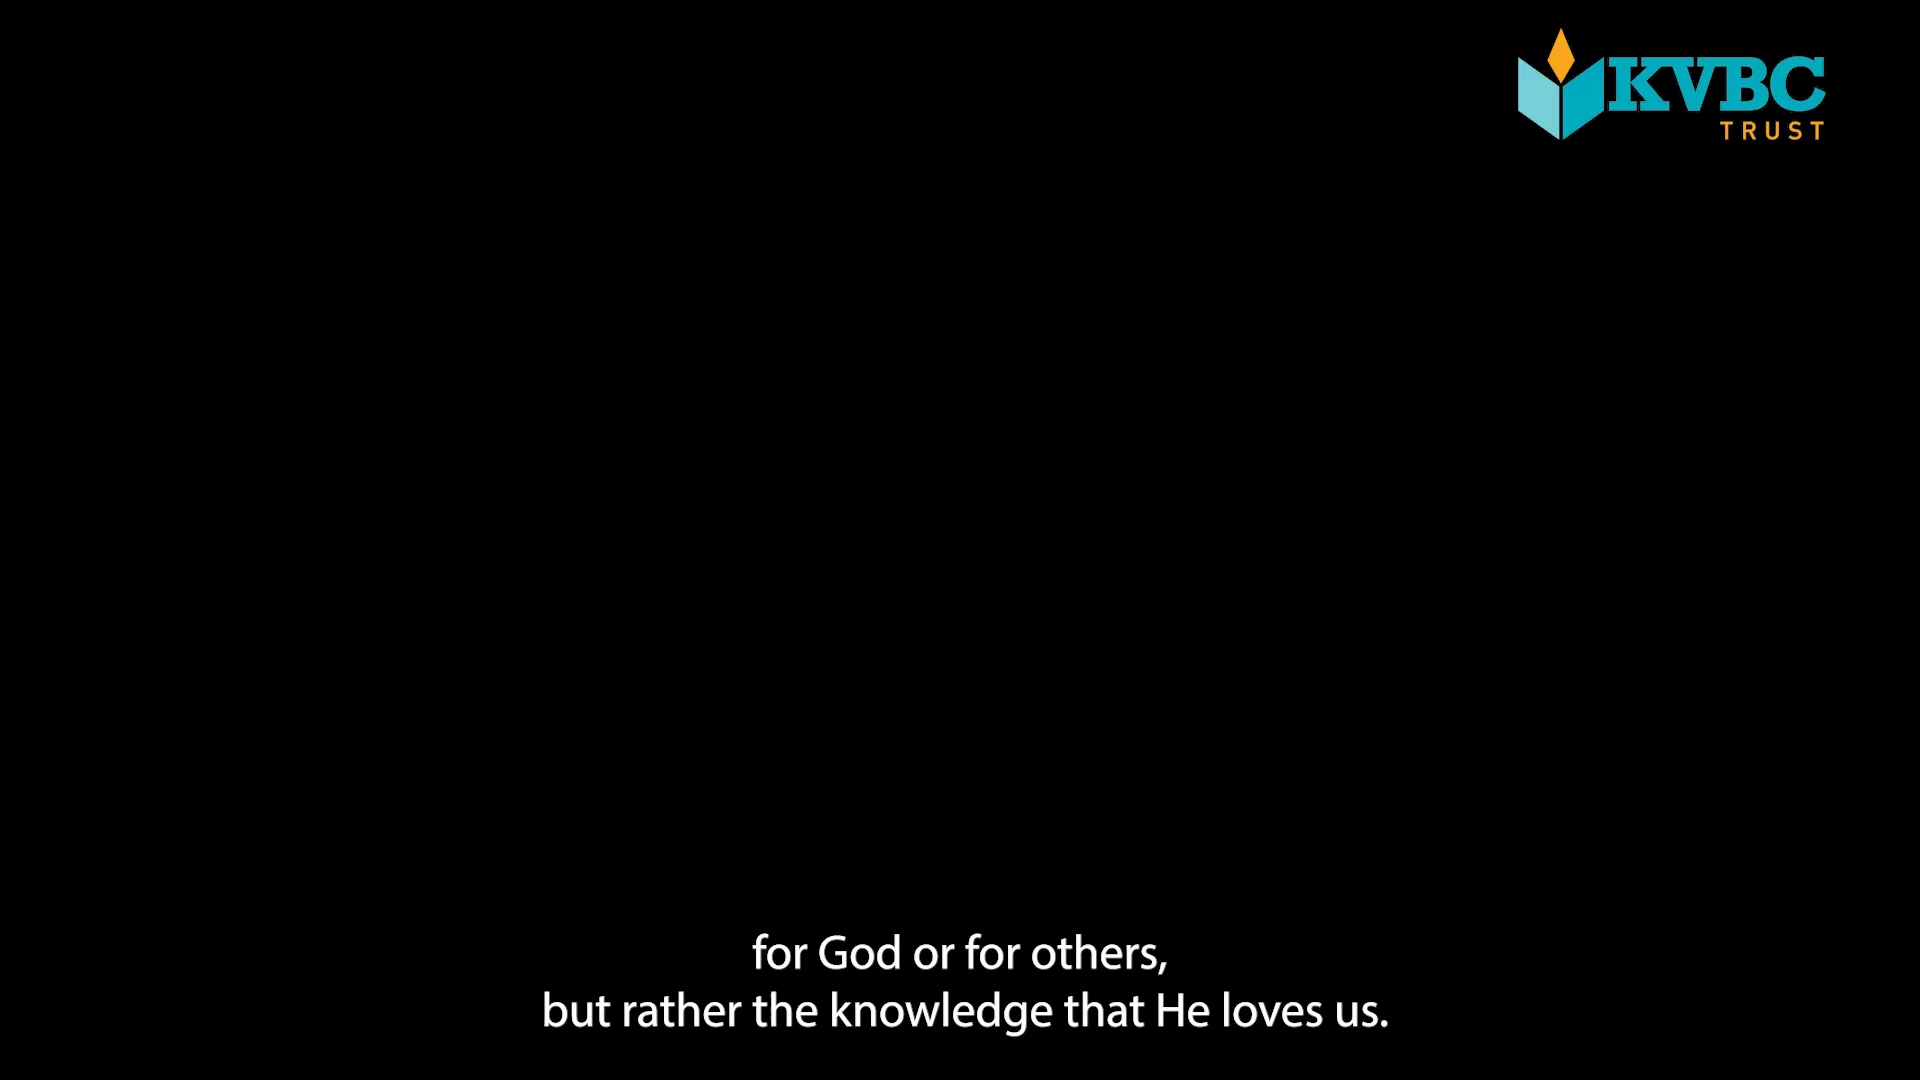 KVBC
TRUST
for God or for others,
but rather the knowledge that He loves us.